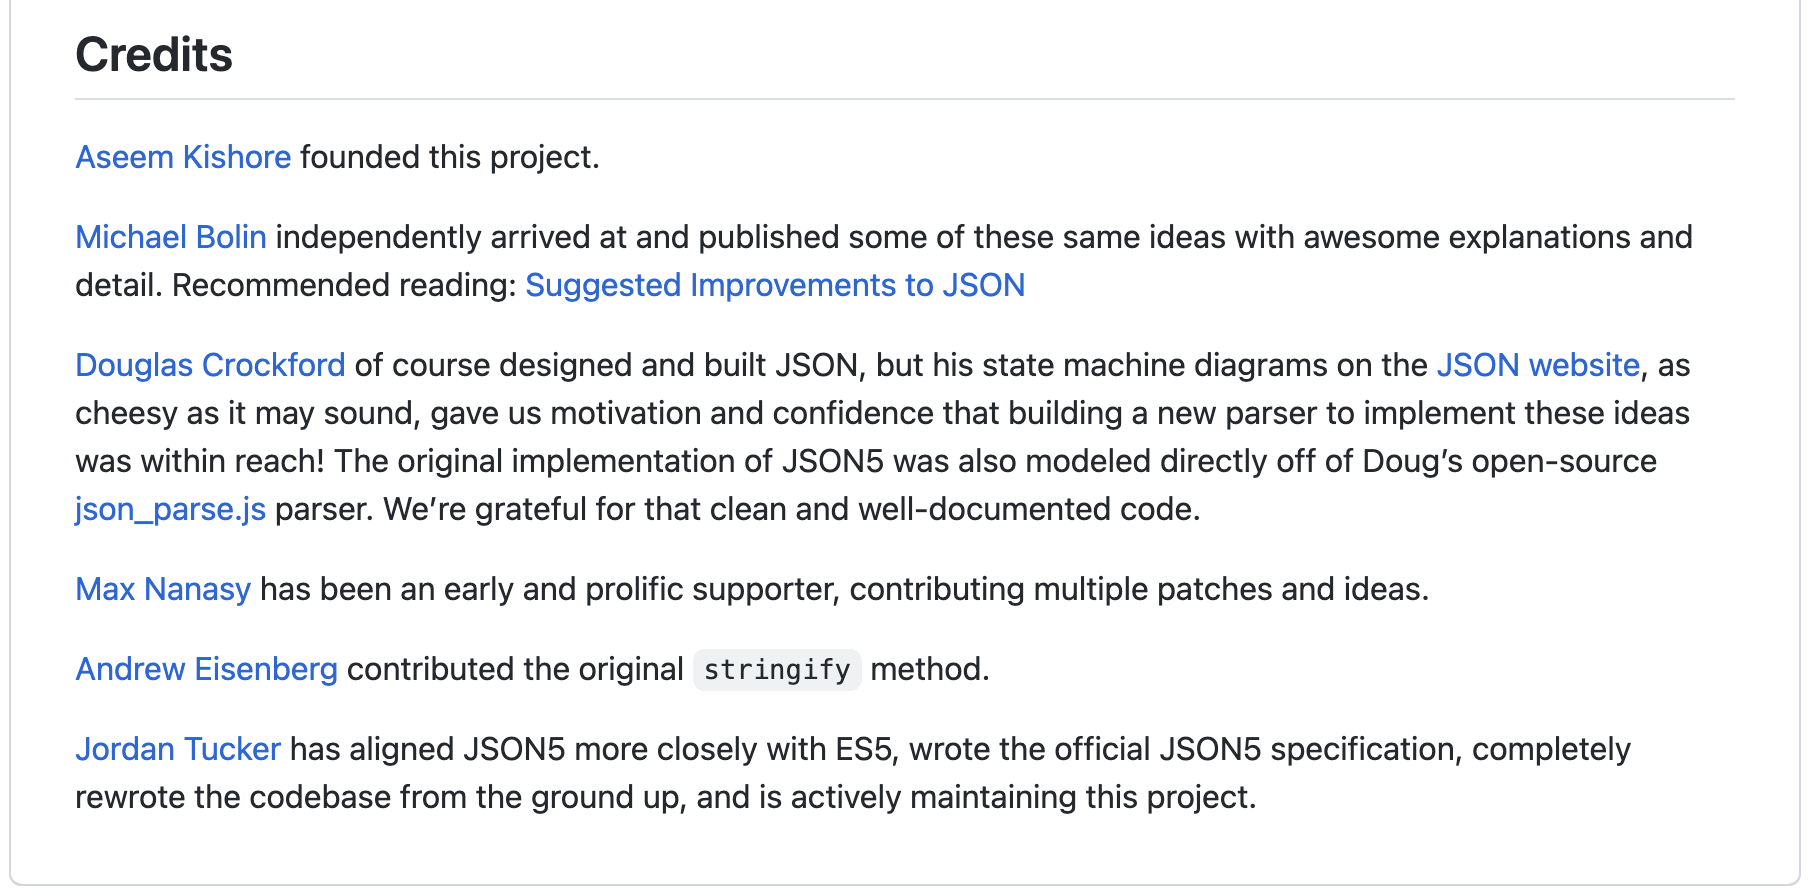 Credits
Aseem Kishore founded this project.
Michael Bolin independently arrived at and published some of these same ideas with awesome explanations and
detail. Recommended reading: Suggested Improvements to JSON
Douglas Crockford of course designed and built JSON, but his state machine diagrams on the JSON website, as
cheesy as it may sound, gave us motivation and confidence that building a new parser to implement these ideas
was within reach! The original implementation of JSON5 was also modeled directly off of Doug’s open-source
json_parse.js parser. We’re grateful for that clean and well-documented code.
Max Nanasy has been an early and prolific supporter, contributing multiple patches and ideas.
Andrew Eisenberg contributed the original stringify method.
Jordan Tucker has aligned JSON5 more closely with ES5, wrote the official JSON5 specification, completely
rewrote the codebase from the ground up, and is actively maintaining this project.